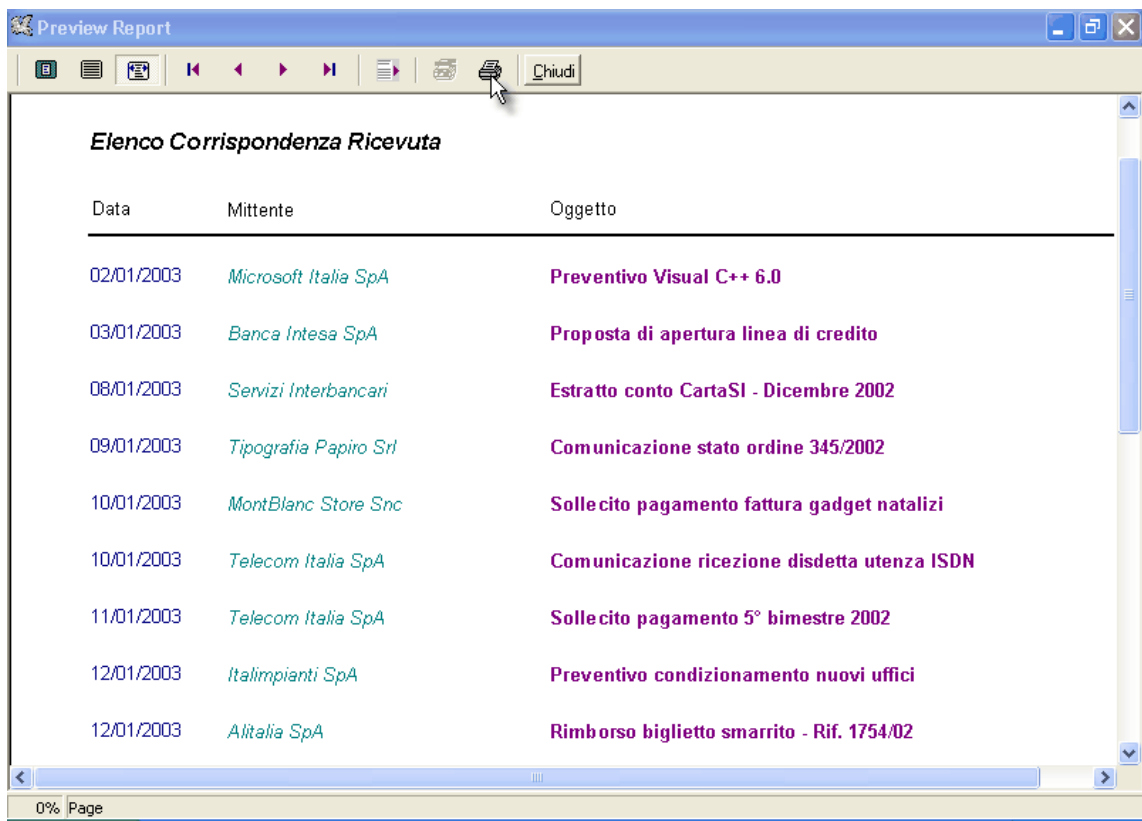 Preview Report
Chiudi
Elenco Corrispondenza Ricevuta
Data Mittente Oggetto
02/01/2003 Microsoft Italia SpA Preventivo Visual C++ 6.0
03/01/2003 Banca Intesa SpA Proposta di apertura linea di credito
08/01/2003 Servizi Interbancari Estratto conto CartaSI - Dicembre 2002
09/01/2003 Tipografia Papiro Srl Comunicazione stato ordine 345/2002
10/01/2003 MontBlanc Store Snc Sollecito pagamento fattura gadget natalizi
10/01/2003 Telecom Italia SpA Comunicazione ricezione disdetta utenza ISDN
11/01/2003 Telecom Italia SpA Sollecito pagamento 5° bimestre 2002
12/01/2003 Italimpianti SpA Preventivo condizionamento nuovi uffici
12/01/2003 Alitalia SpA Rimborso biglietto smarrito - Rif. 1754/02
0% Page